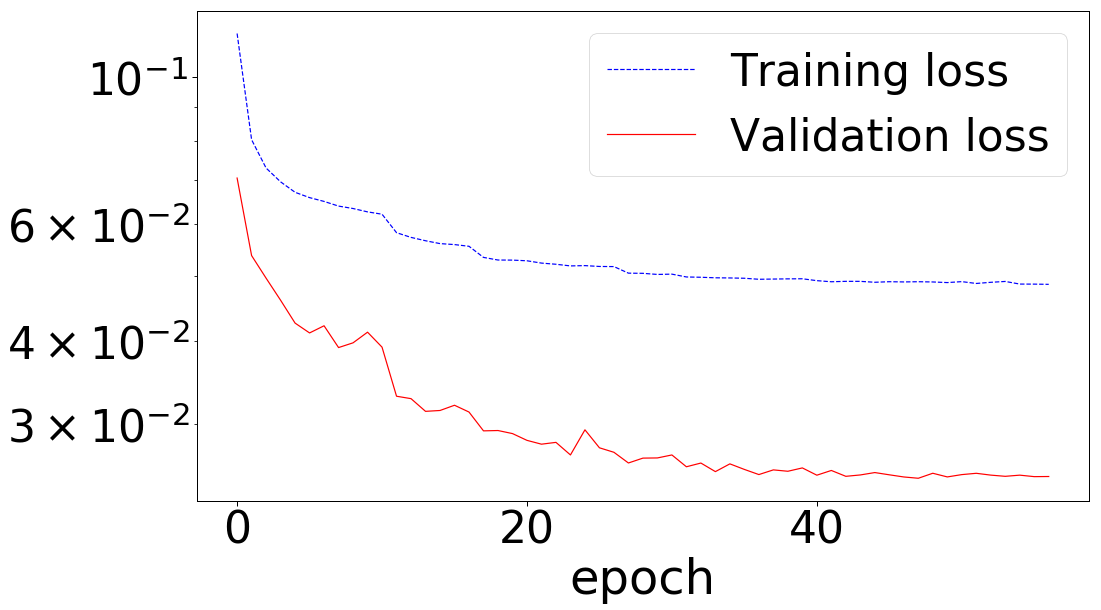 10⁻¹
6 × 10⁻²
4 × 10⁻²
3 × 10⁻²
Training loss
Validation loss
0 20 40
epoch